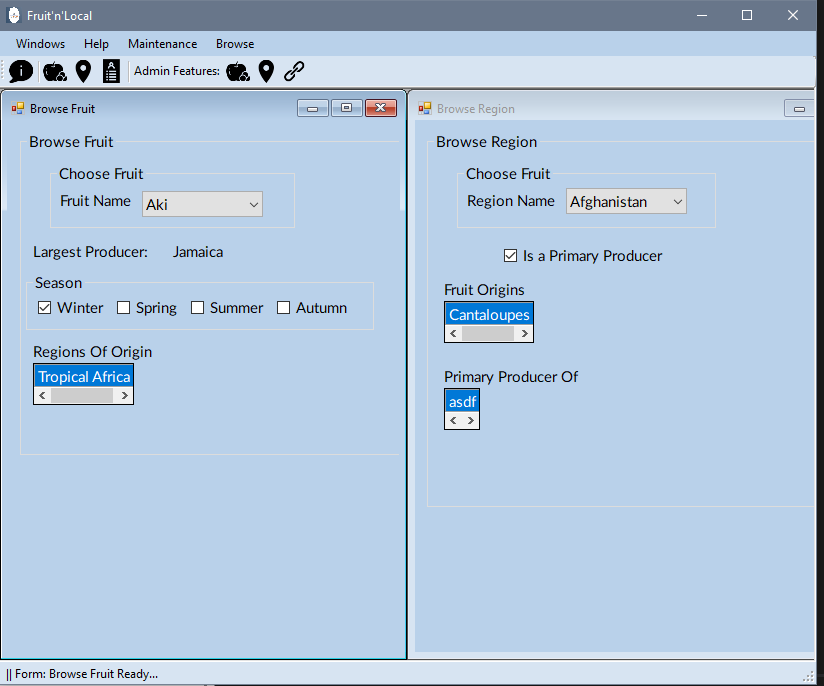 Fruit'n'Local
Windows Help Maintenance Browse
Admin Features:
Browse Fruit
Browse Fruit
Choose Fruit
Fruit Name Aki
Largest Producer: Jamaica
Season
Winter Spring Summer Autumn
Regions Of Origin
Tropical Africa
Browse Region
Browse Region
Choose Fruit
Region Name Afghanistan
Is a Primary Producer
Fruit Origins
Cantaloupes
Primary Producer Of
asdf
|| Form: Browse Fruit Ready...